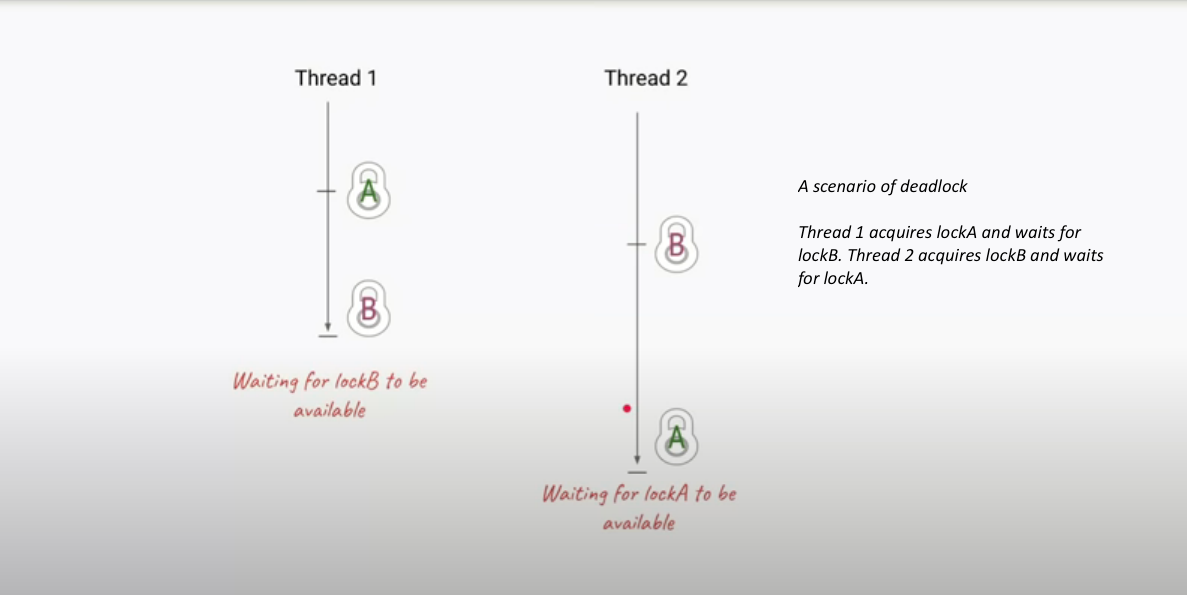 Thread 1
Thread 2
A
B
B
A
Waiting for lockB to be
available
Waiting for lockA to be
available
A scenario of deadlock
Thread 1 acquires lockA and waits for
lockB. Thread 2 acquires lockB and waits
for lockA.